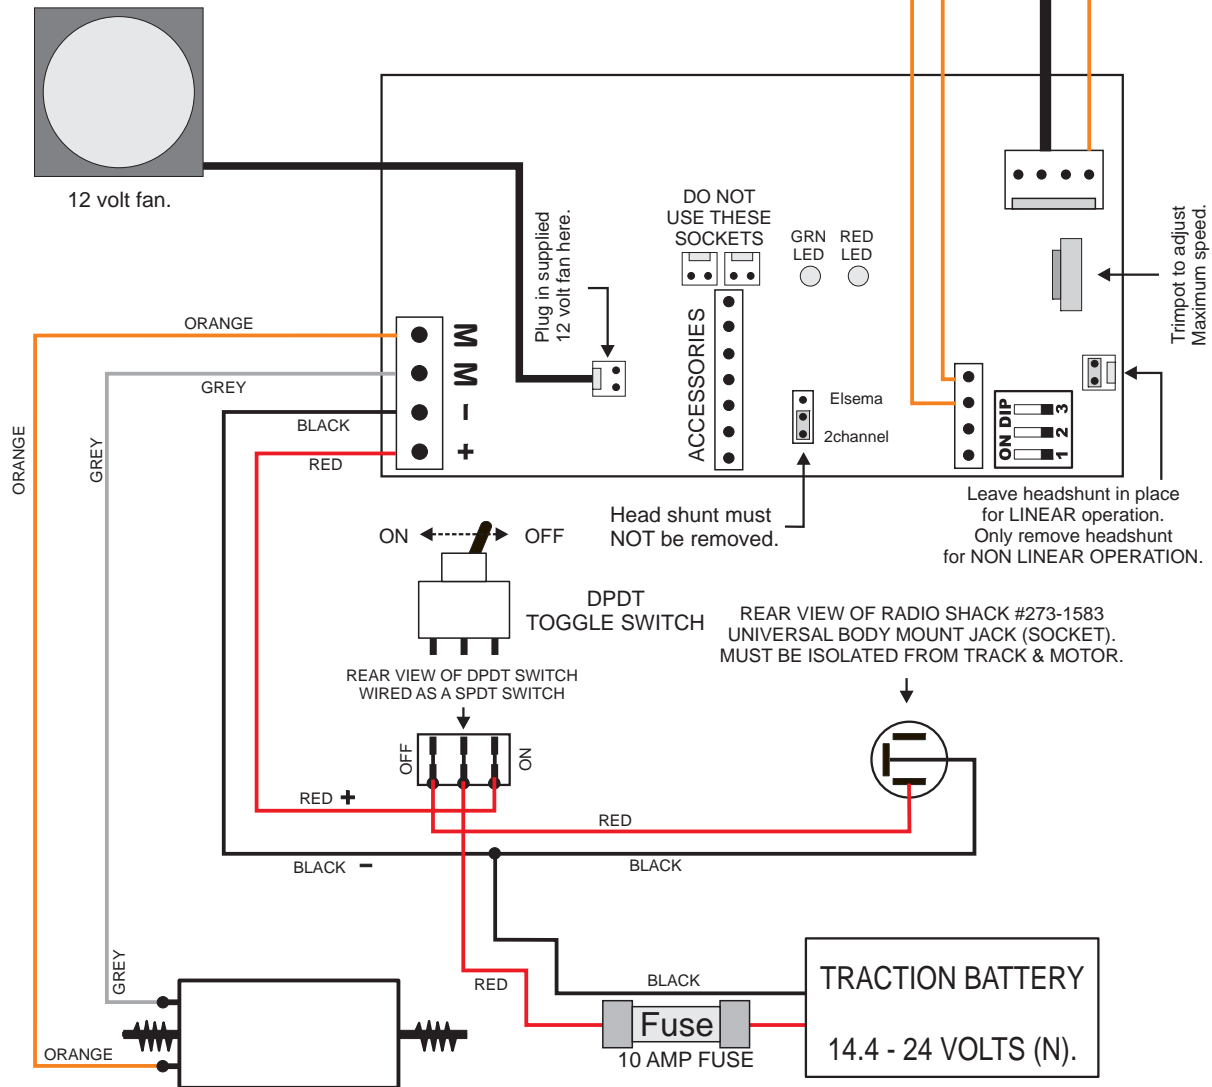 12 volt fan.
Plug in supplied
12 volt fan here.
DO NOT
USE THESE
SOCKETS
GRN
LED
RED
LED
Trimpot to adjust
Maximum speed.
ACCESSORIES
Elsema
2channel
ON DIP
1
2
3
ORANGE
M
GREY
M
BLACK
-
RED
+
ORANGE
GREY
Head shunt must
NOT be removed.
Leave headshunt in place
for LINEAR operation.
Only remove headshunt
for NON LINEAR OPERATION.
ON
OFF
DPDT
TOGGLE SWITCH
REAR VIEW OF DPDT SWITCH
WIRED AS A SPDT SWITCH
REAR VIEW OF RADIO SHACK #273-1583
UNIVERSAL BODY MOUNT JACK (SOCKET).
MUST BE ISOLATED FROM TRACK & MOTOR.
OFF
ON
RED +
RED
BLACK -
BLACK
GREY
ORANGE
RED
BLACK
Fuse
10 AMP FUSE
TRACTION BATTERY
14.4 - 24 VOLTS (N).